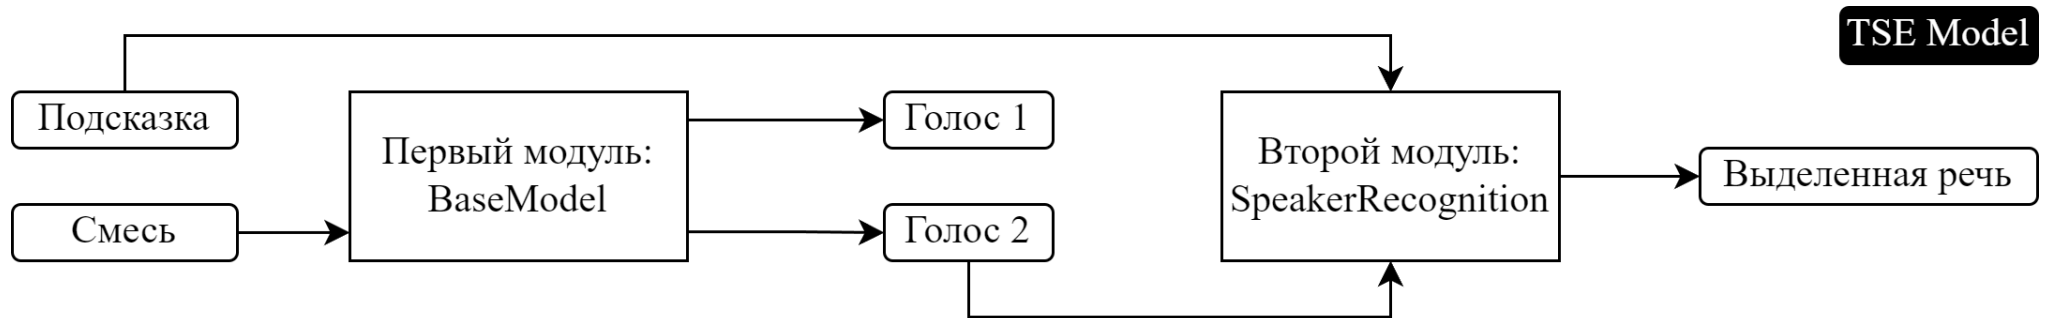 TSE Model
Подсказка
Смесь
Первый модуль:
BaseModel
Голос 1
Голос 2
Второй модуль:
SpeakerRecognition
Выделенная речь